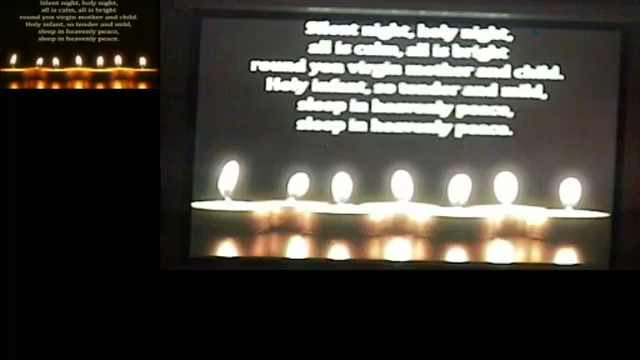 Silent night, holy night,
all is calm, all is bright
round yon virgin mother and child.
Holy infant, so tender and mild,
sleep in heavenly peace,
sleep in heavenly peace.
Silent night, holy night,
all is calm, all is bright
round yon virgin mother and child.
Holy infant, so tender and mild,
sleep in heavenly peace,
sleep in heavenly peace.